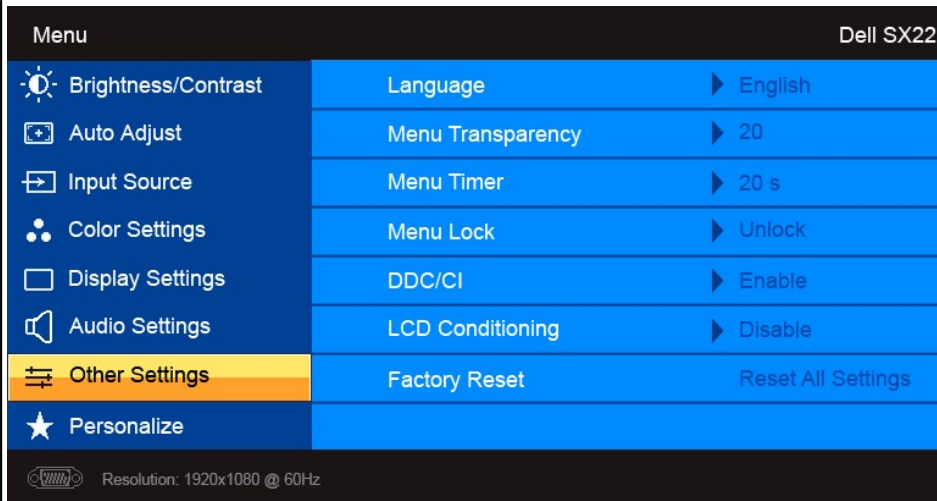 Menu Dell SX22
Brightness/Contrast Language English
Auto Adjust Menu Transparency 20
Input Source Menu Timer 20 s
Color Settings Menu Lock Unlock
Display Settings DDC/CI Enable
Audio Settings LCD Conditioning Disable
Other Settings Factory Reset Reset All Settings
Personalize
Resolution: 1920x1080 @ 60Hz